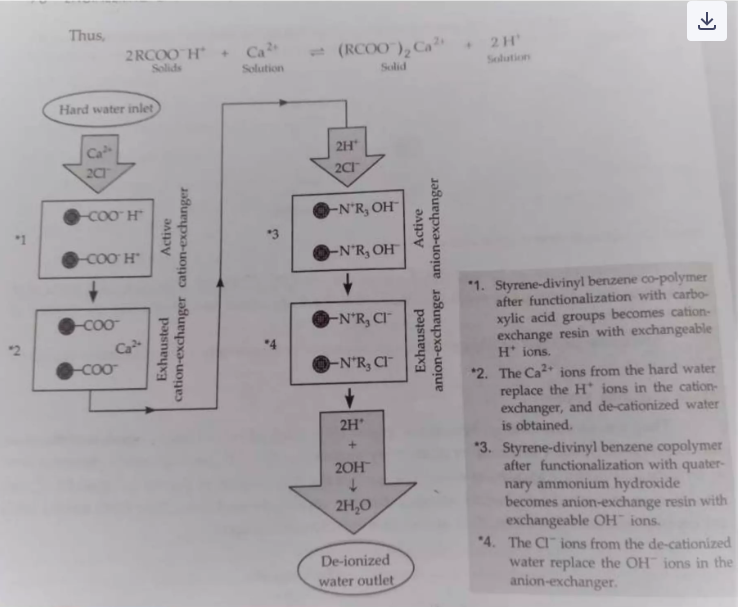 Thus,
2RCOO⁻H⁺ + Ca²⁺ ⇌ (RCOO⁻)₂Ca²⁺ + 2H⁺
Solids Solution Solid Solution
Hard water inlet
Ca²⁺
2Cl⁻
*1
COO⁻ H⁺
COO⁻ H⁺
Active
cation-exchanger
*2
COO⁻
Ca²⁺
COO⁻
Exhausted
cation-exchanger
2H⁺
2Cl⁻
*3
N⁺R₃ OH⁻
N⁺R₃ OH⁻
Active
anion-exchanger
*4
N⁺R₃ Cl⁻
N⁺R₃ Cl⁻
Exhausted
anion-exchanger
2H⁺
+
2OH⁻
↓
2H₂O
De-ionized
water outlet
*1. Styrene-divinyl benzene co-polymer
after functionalization with carbo-
xylic acid groups becomes cation-
exchange resin with exchangeable
H⁺ ions.
*2. The Ca²⁺ ions from the hard water
replace the H⁺ ions in the cation-
exchanger, and de-cationized water
is obtained.
*3. Styrene-divinyl benzene copolymer
after functionalization with quater-
nary ammonium hydroxide
becomes anion-exchange resin with
exchangeable OH⁻ ions.
*4. The Cl⁻ ions from the de-cationized
water replace the OH⁻ ions in the
anion-exchanger.